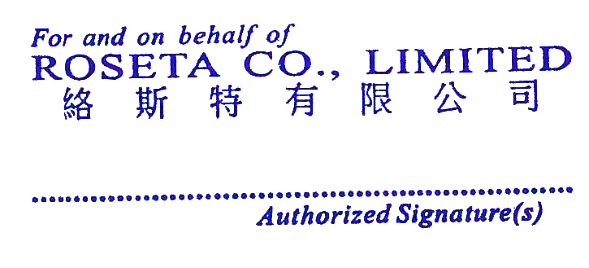 For and on behalf of
ROSETA CO., LIMITED
絡斯特有限公司
Authorized Signature(s)